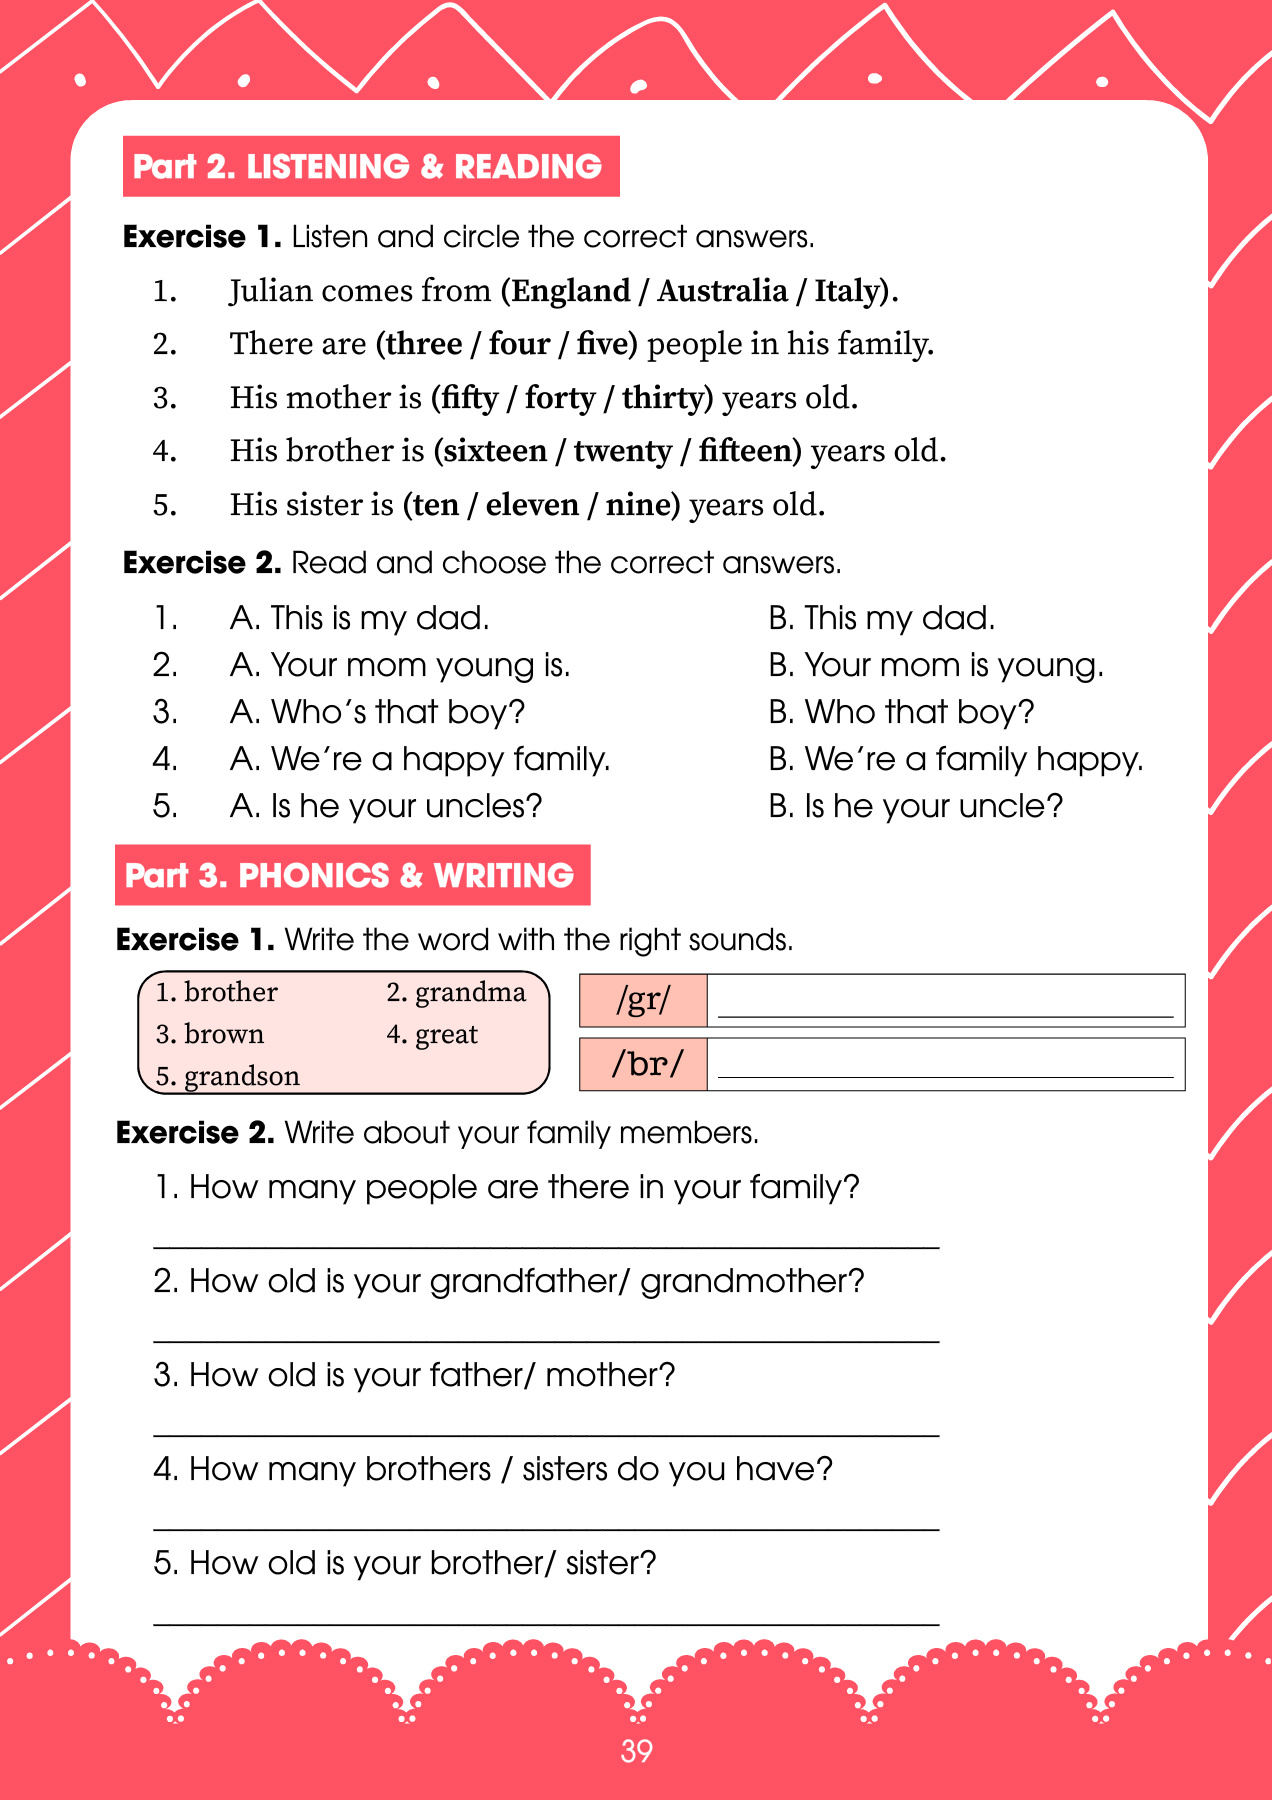 Part 2. LISTENING & READING
Exercise 1. Listen and circle the correct answers.
1. Julian comes from (England / Australia / Italy).
2. There are (three / four / five) people in his family.
3. His mother is (fifty / forty / thirty) years old.
4. His brother is (sixteen / twenty / fifteen) years old.
5. His sister is (ten / eleven / nine) years old.
Exercise 2. Read and choose the correct answers.
1. A. This is my dad. B. This my dad.
2. A. Your mom young is. B. Your mom is young.
3. A. Who's that boy? B. Who that boy?
4. A. We're a happy family. B. We're a family happy.
5. A. Is he your uncles? B. Is he your uncle?
Part 3. PHONICS & WRITING
Exercise 1. Write the word with the right sounds.
1. brother 2. grandma
3. brown 4. great
5. grandson
/gr/
/br/
Exercise 2. Write about your family members.
1. How many people are there in your family?
2. How old is your grandfather/ grandmother?
3. How old is your father/ mother?
4. How many brothers / sisters do you have?
5. How old is your brother/ sister?
39